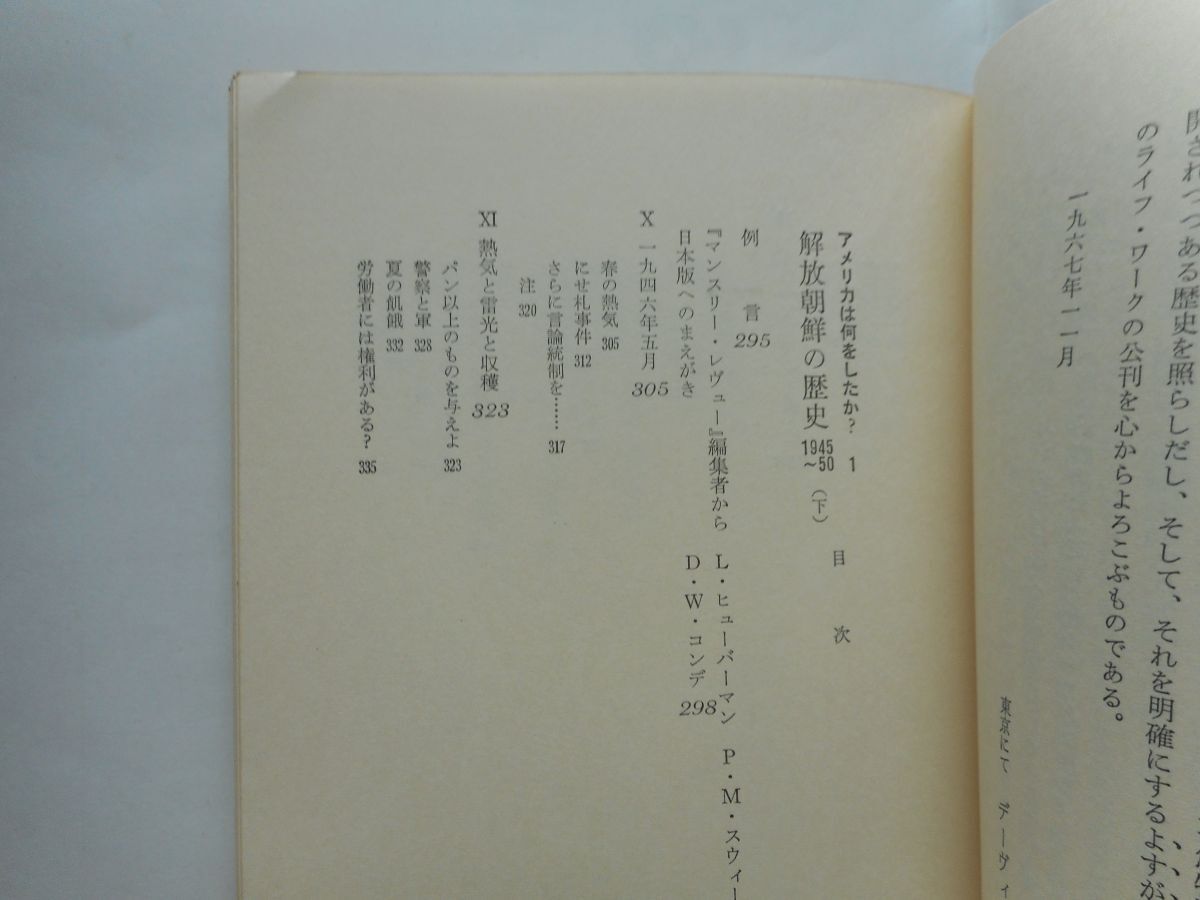 開されつつある歴史を照らしだし、そして、それを明確にするよすが
のライフ・ワークの公刊を心からよろこぶものである。
一九六七年一一月
東京にて デーヴィ
アメリカは何をしたか? 1
解放朝鮮の歴史 1945～50 (下)
目次
例言 295
『マンスリー・レヴュー』編集者から L・ヒューバーマン P・M・スウィー
日本版へのまえがき D・W・コンデ 298
X 一九四六年五月 305
春の熱気 305
にせ札事件 312
さらに言論統制を…… 317
注 320
XI 熱気と雷光と収穫 323
パン以上のものを与えよ 323
警察と軍 328
夏の飢餓 332
労働者には権利がある? 335